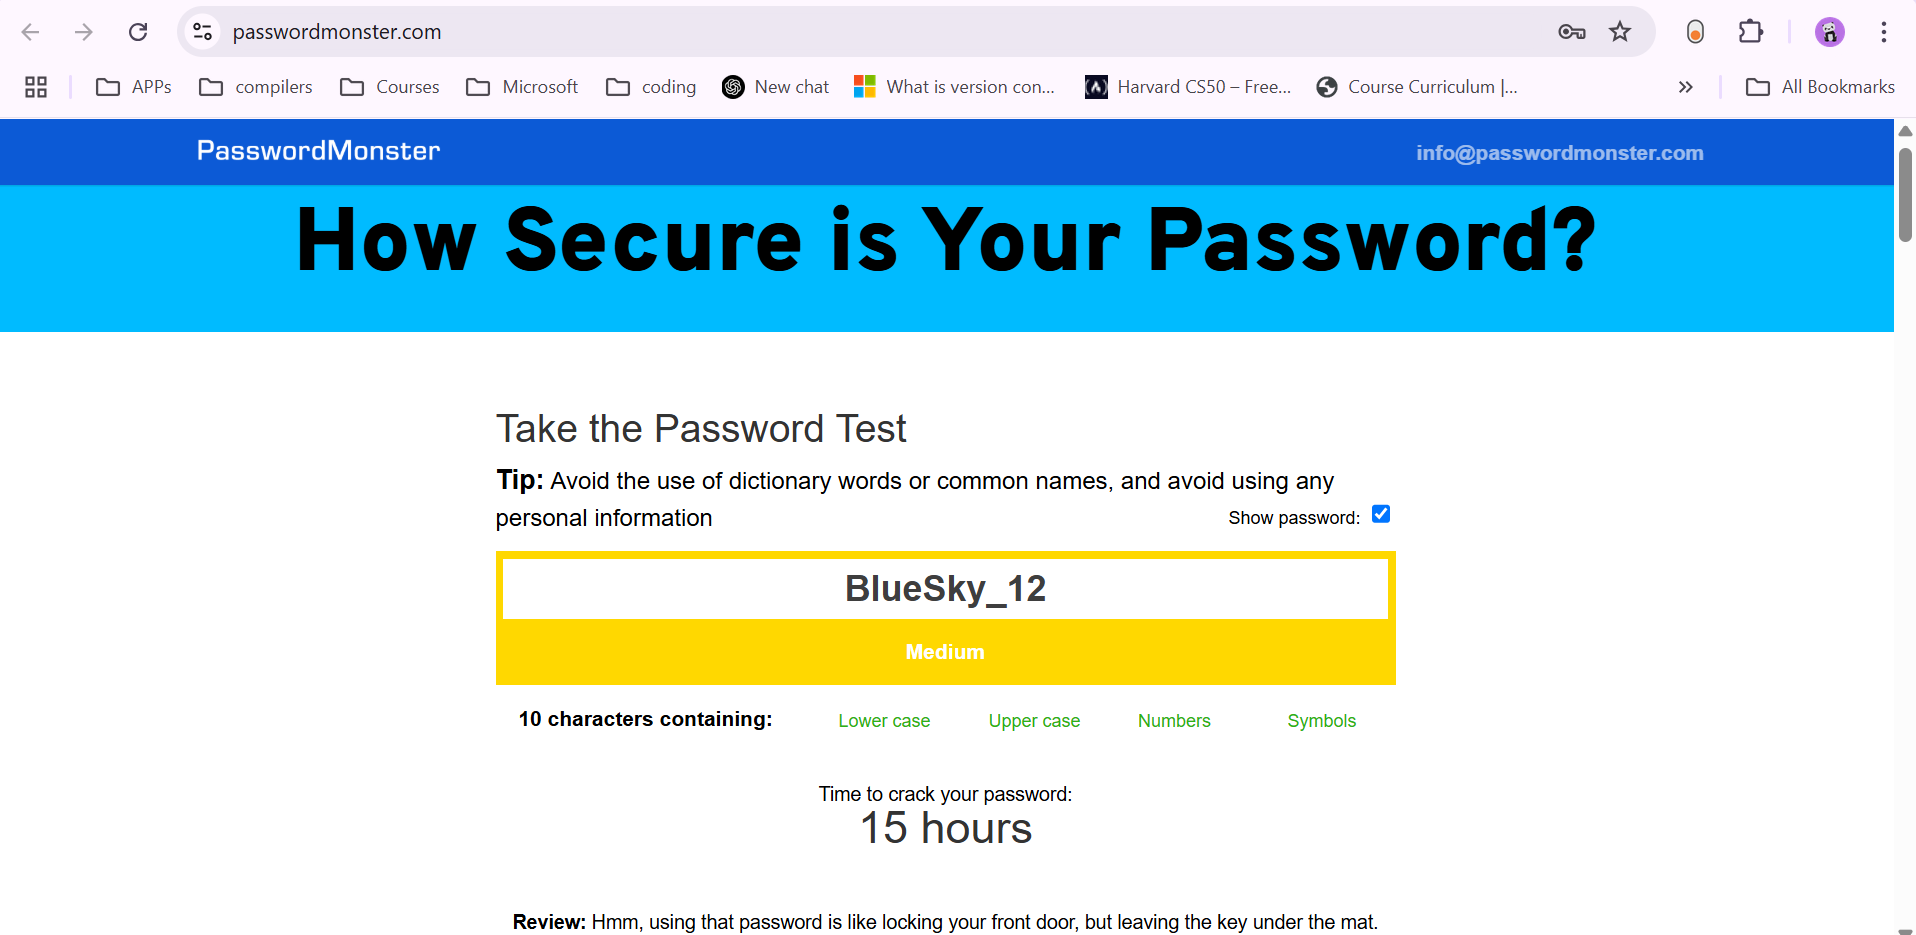 passwordmonster.com
APPs compilers Courses Microsoft coding New chat What is version con... Harvard CS50 – Free... Course Curriculum |... » All Bookmarks
PasswordMonster info@passwordmonster.com
How Secure is Your Password?
Take the Password Test
Tip: Avoid the use of dictionary words or common names, and avoid using any
personal information Show password:
BlueSky_12
Medium
10 characters containing: Lower case Upper case Numbers Symbols
Time to crack your password:
15 hours
Review: Hmm, using that password is like locking your front door, but leaving the key under the mat.